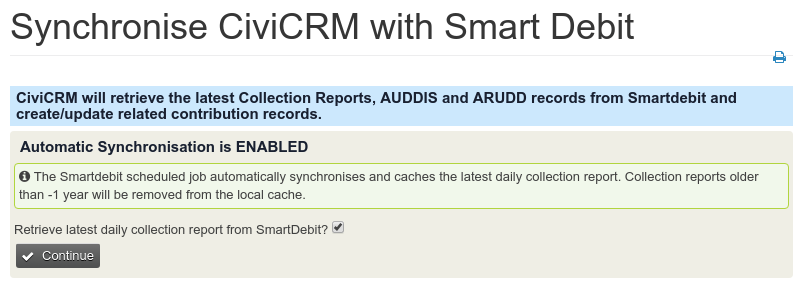 Synchronise CiviCRM with Smart Debit
CiviCRM will retrieve the latest Collection Reports, AUDDIS and ARUDD records from Smartdebit and
create/update related contribution records.
Automatic Synchronisation is ENABLED
The Smartdebit scheduled job automatically synchronises and caches the latest daily collection report. Collection reports older
than -1 year will be removed from the local cache.
Retrieve latest daily collection report from SmartDebit?
Continue